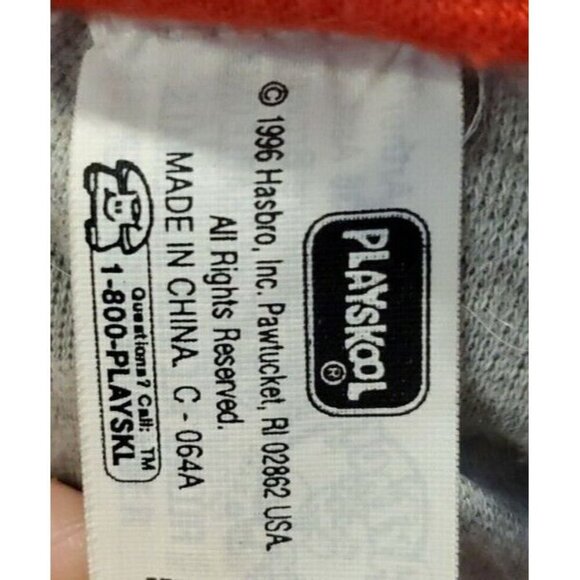 PLAYSKOOL®
© 1996 Hasbro, Inc. Pawtucket, RI 02862 USA.
All Rights Reserved.
MADE IN CHINA. C - 064A
Questions? Call: TM
1-800-PLAYSKL